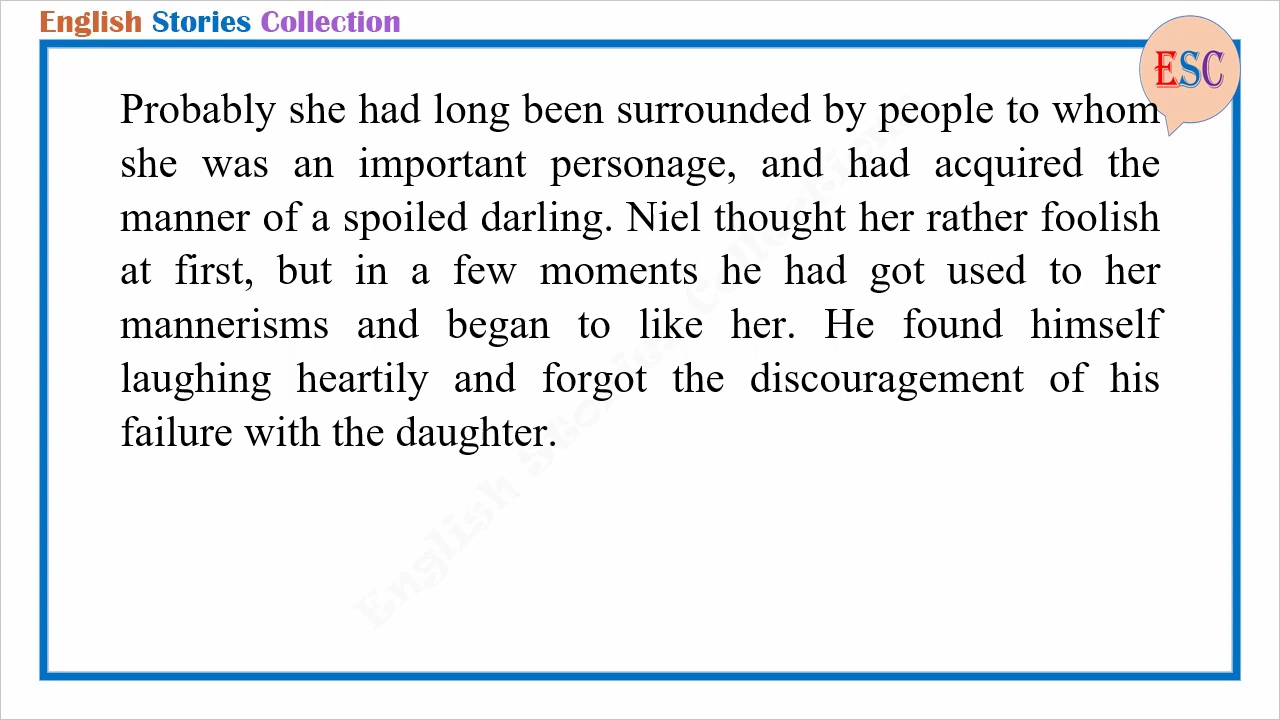 English Stories Collection
ESC
Probably she had long been surrounded by people to whom
she was an important personage, and had acquired the
manner of a spoiled darling. Niel thought her rather foolish
at first, but in a few moments he had got used to her
mannerisms and began to like her. He found himself
laughing heartily and forgot the discouragement of his
failure with the daughter.
English Stories Collection